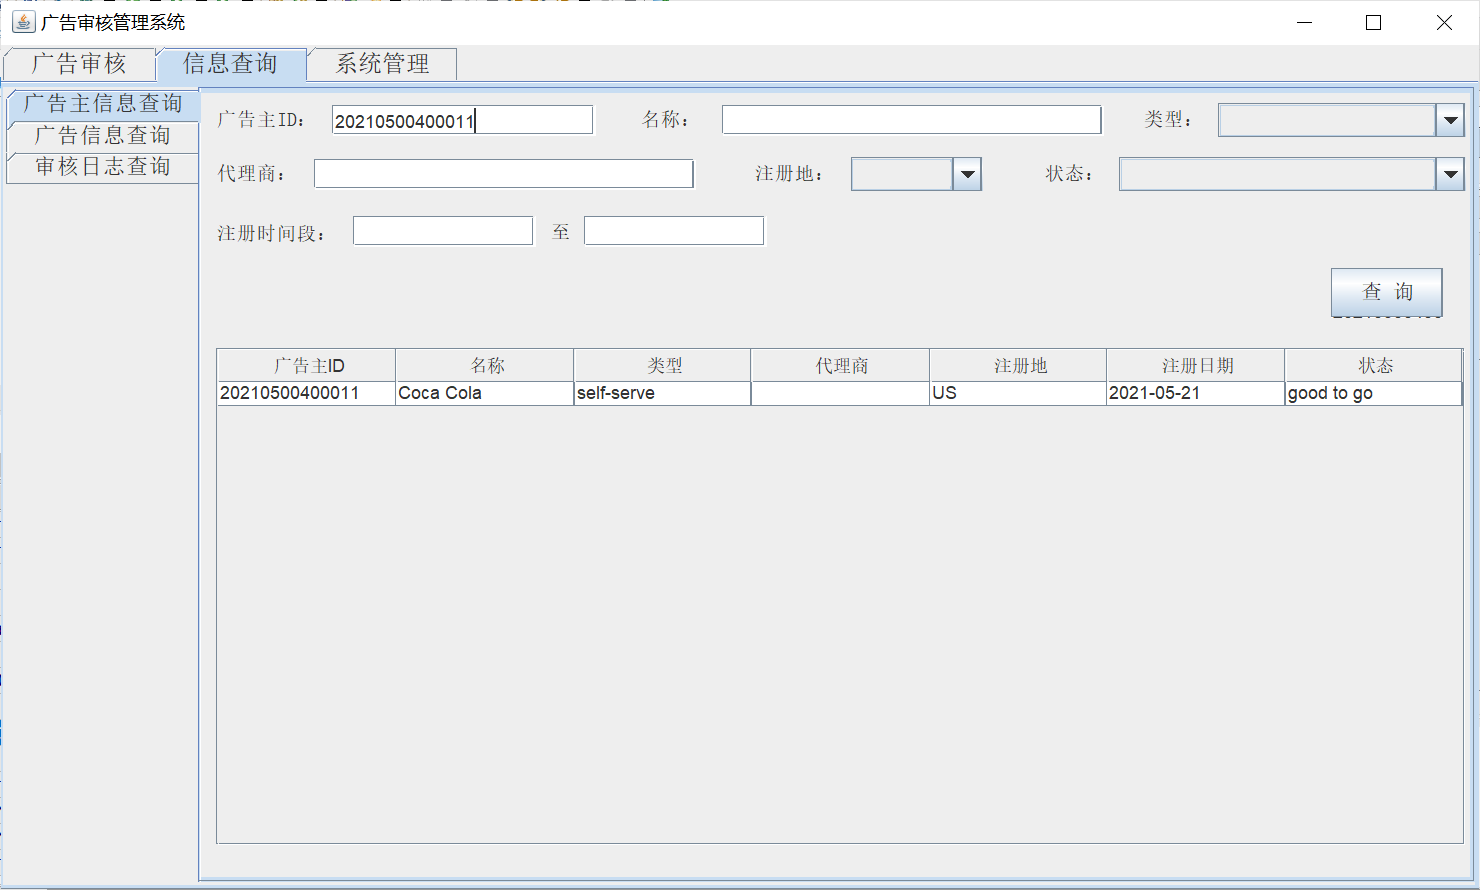 广告审核管理系统
广告审核 信息查询 系统管理
广告主信息查询
广告信息查询
审核日志查询
广告主ID： 20210500400011 名称： 类型：
代理商： 注册地： 状态：
注册时间段： 至
查 询
广告主ID 名称 类型 代理商 注册地 注册日期 状态
20210500400011 Coca Cola self-serve US 2021-05-21 good to go